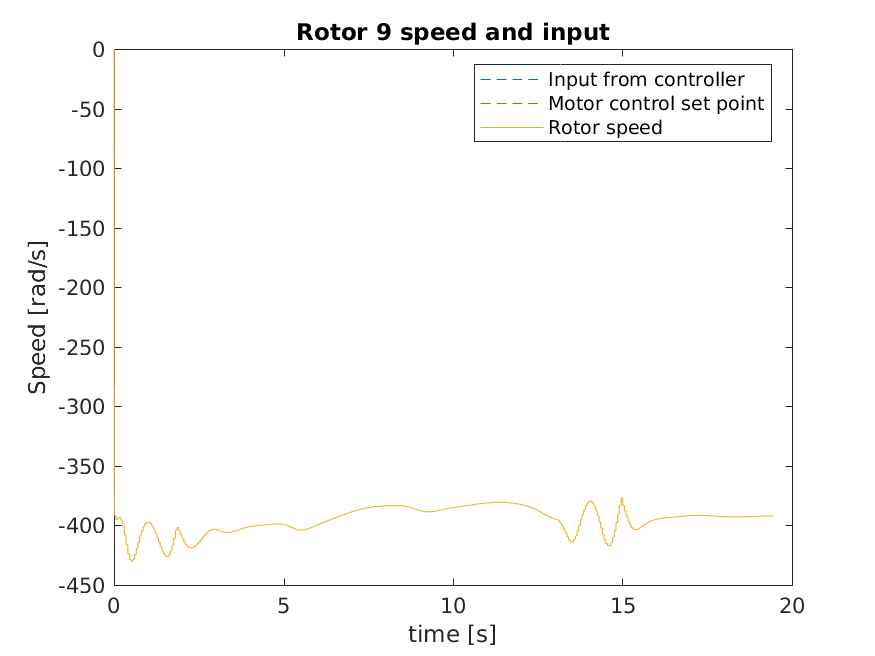 Rotor 9 speed and input
Input from controller
Motor control set point
Rotor speed
0
-50
-100
-150
-200
-250
-300
-350
-400
-450
Speed [rad/s]
0 5 10 15 20
time [s]